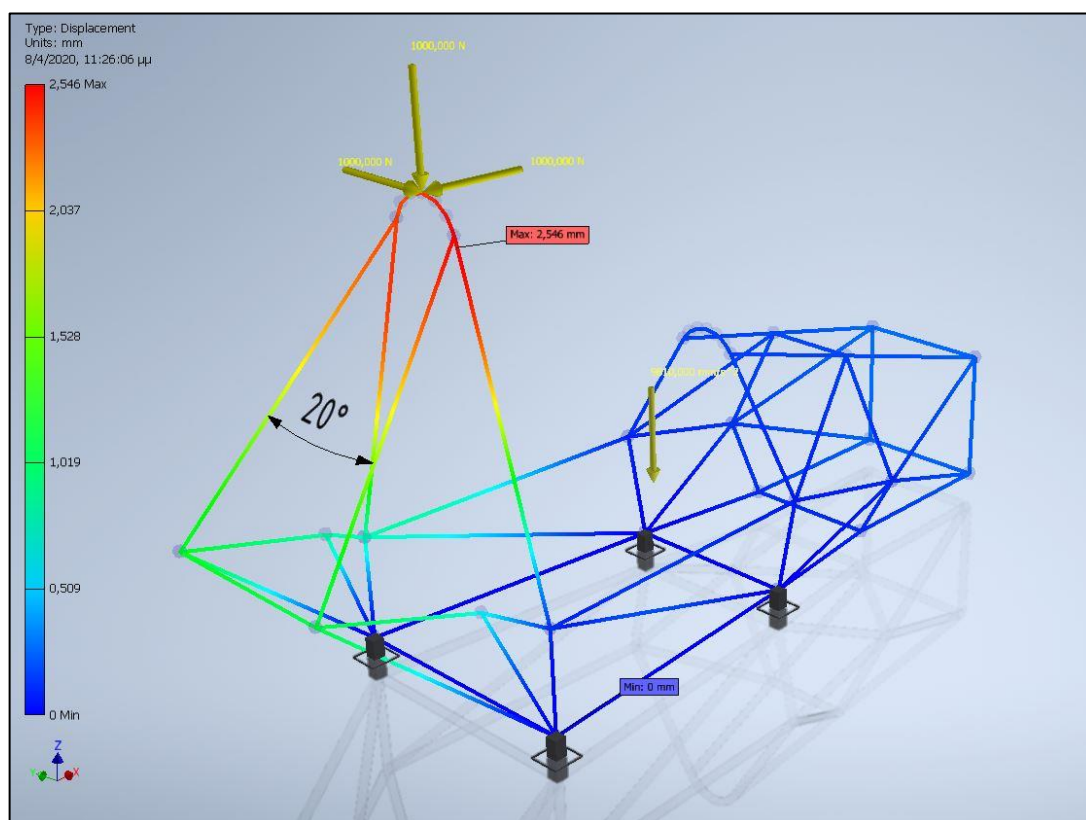 Type: Displacement
Units: mm
8/4/2020, 11:26:06 μμ
2,546 Max
2,037
1,528
1,019
0,509
0 Min
1000,000 N
1000,000 N
1000,000 N
Max: 2,546 mm
20°
Min: 0 mm
Z
Y
X